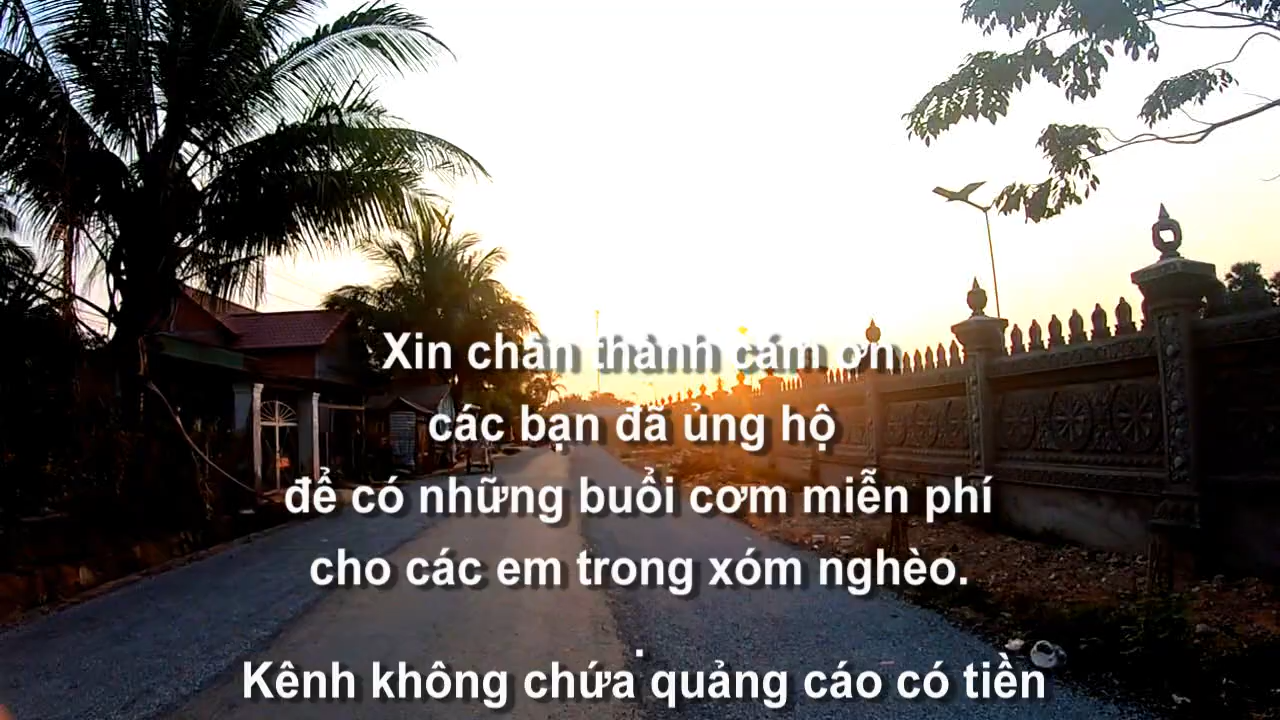 Xin chân thành cám ơn
các bạn đã ủng hộ
để có những buổi cơm miễn phí
cho các em trong xóm nghèo.
.
Kênh không chứa quảng cáo có tiền